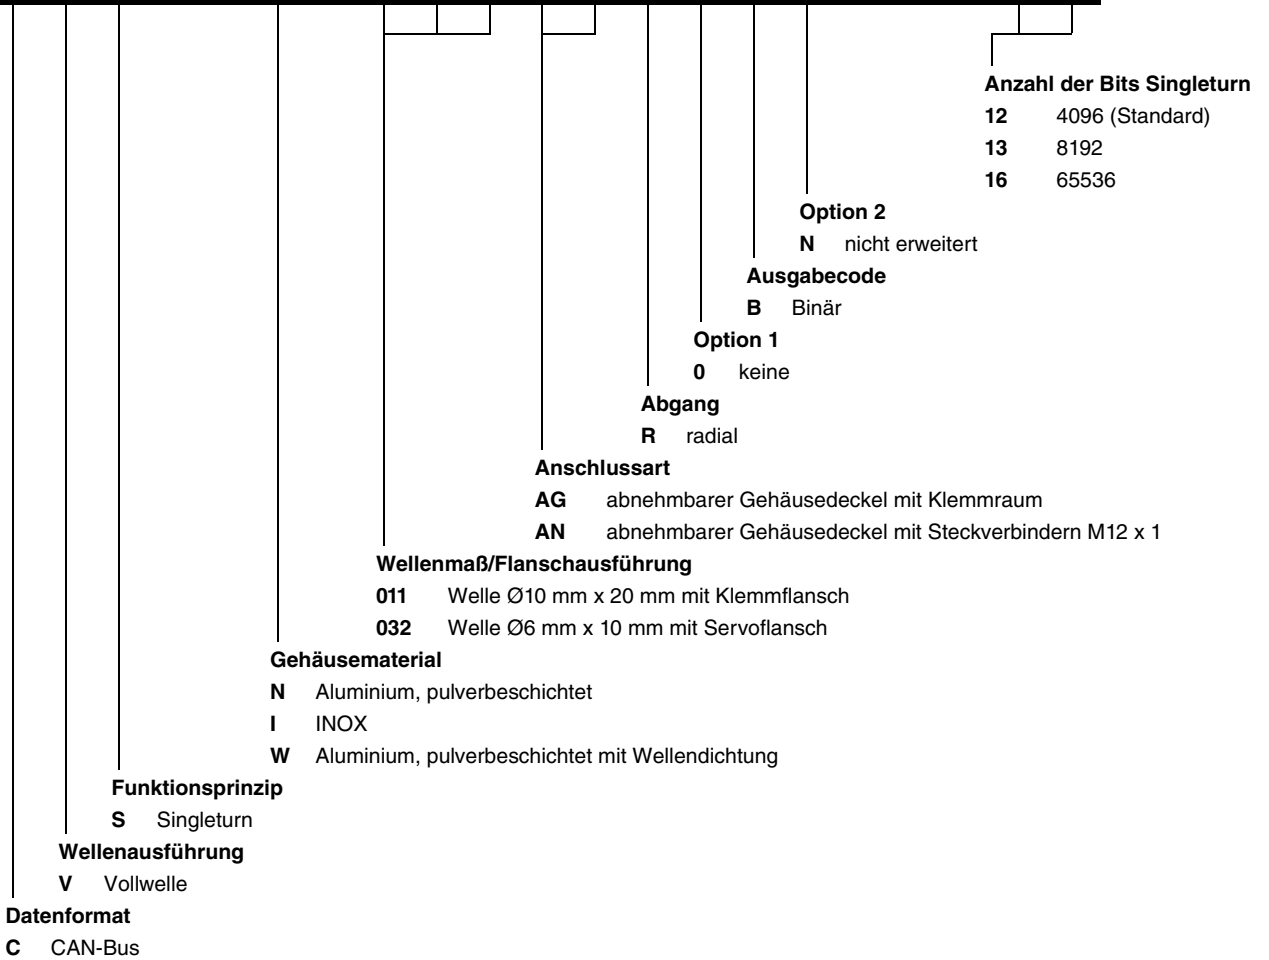 Anzahl der Bits Singleturn
12 4096 (Standard)
13 8192
16 65536
Option 2
N nicht erweitert
Ausgabecode
B Binär
Option 1
0 keine
Abgang
R radial
Anschlussart
AG abnehmbarer Gehäusedeckel mit Klemmraum
AN abnehmbarer Gehäusedeckel mit Steckverbindern M12 x 1
Wellenmaß/Flanschausführung
011 Welle Ø10 mm x 20 mm mit Klemmflansch
032 Welle Ø6 mm x 10 mm mit Servoflansch
Gehäusematerial
N Aluminium, pulverbeschichtet
I INOX
W Aluminium, pulverbeschichtet mit Wellendichtung
Funktionsprinzip
S Singleturn
Wellenausführung
V Vollwelle
Datenformat
C CAN-Bus